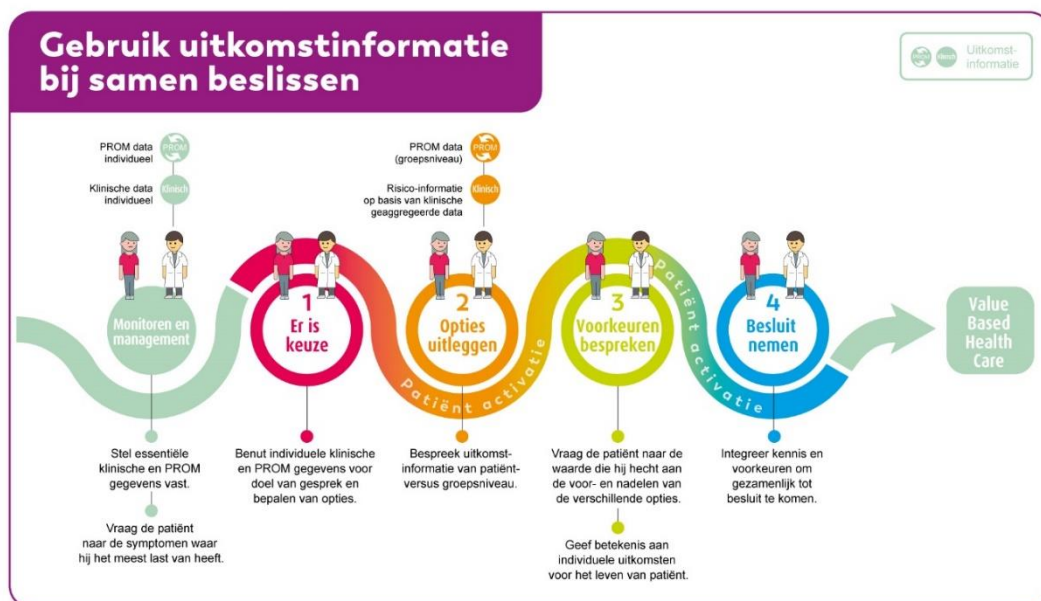 Gebruik uitkomstinformatie
bij samen beslissen
PROM
Klinisch
Uitkomst-
informatie
PROM data
individueel
PROM
Klinische data
individueel
Klinisch
PROM data
(groepsniveau)
PROM
Risico-informatie
op basis van klinische
geaggregeerde data
Klinisch
Monitoren en
management
1
Er is
keuze
Patiënt activatie
2
Opties
uitleggen
3
Voorkeuren
bespreken
Patiënt activatie
4
Besluit
nemen
Value
Based
Health
Care
Stel essentiële
klinische en PROM
gegevens vast.
Vraag de patiënt
naar de symptomen waar
hij het meest last van heeft.
Benut individuele klinische
en PROM gegevens voor
doel van gesprek en
bepalen van opties.
Bespreek uitkomst-
informatie van patiënt-
versus groepsniveau.
Vraag de patiënt naar de
waarde die hij hecht aan
de voor- en nadelen van
de verschillende opties.
Geef betekenis aan
individuele uitkomsten
voor het leven van patiënt.
Integreer kennis en
voorkeuren om
gezamenlijk tot
besluit te komen.